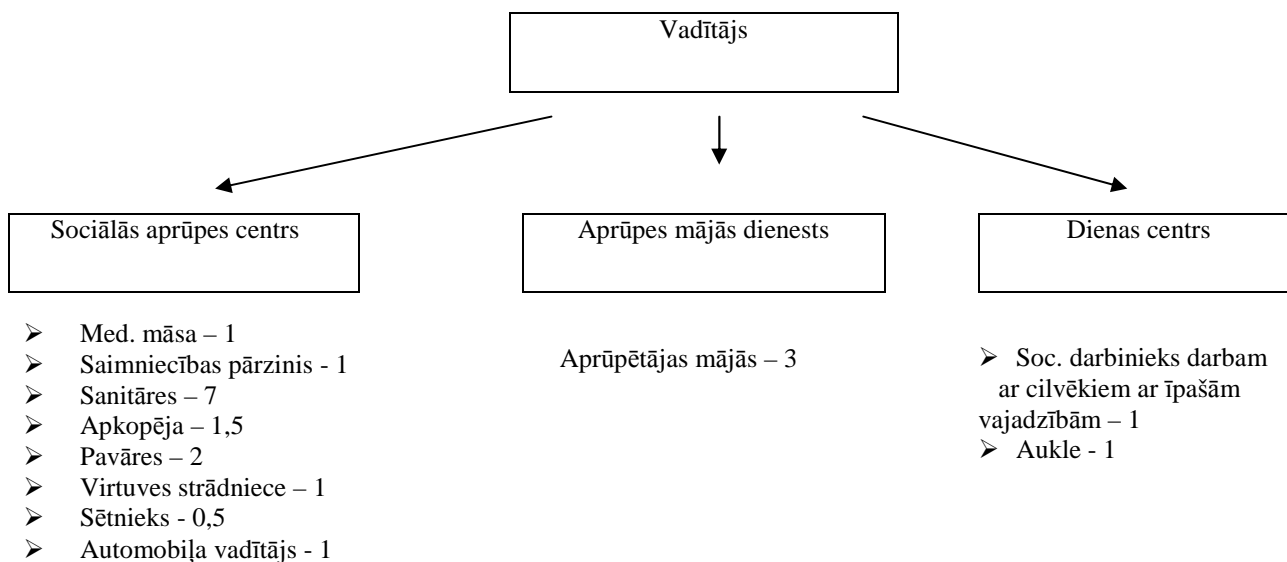 Vadītājs
Sociālās aprūpes centrs
Aprūpes mājās dienests
Dienas centrs
➢ Med. māsa – 1
➢ Saimniecības pārzinis - 1
➢ Sanitāres – 7
➢ Apkopēja – 1,5
➢ Pavāres – 2
➢ Virtuves strādniece – 1
➢ Sētnieks - 0,5
➢ Automobiļa vadītājs - 1
Aprūpētājas mājās – 3
➢ Soc. darbinieks darbam
ar cilvēkiem ar īpašām
vajadzībām – 1
➢ Aukle - 1